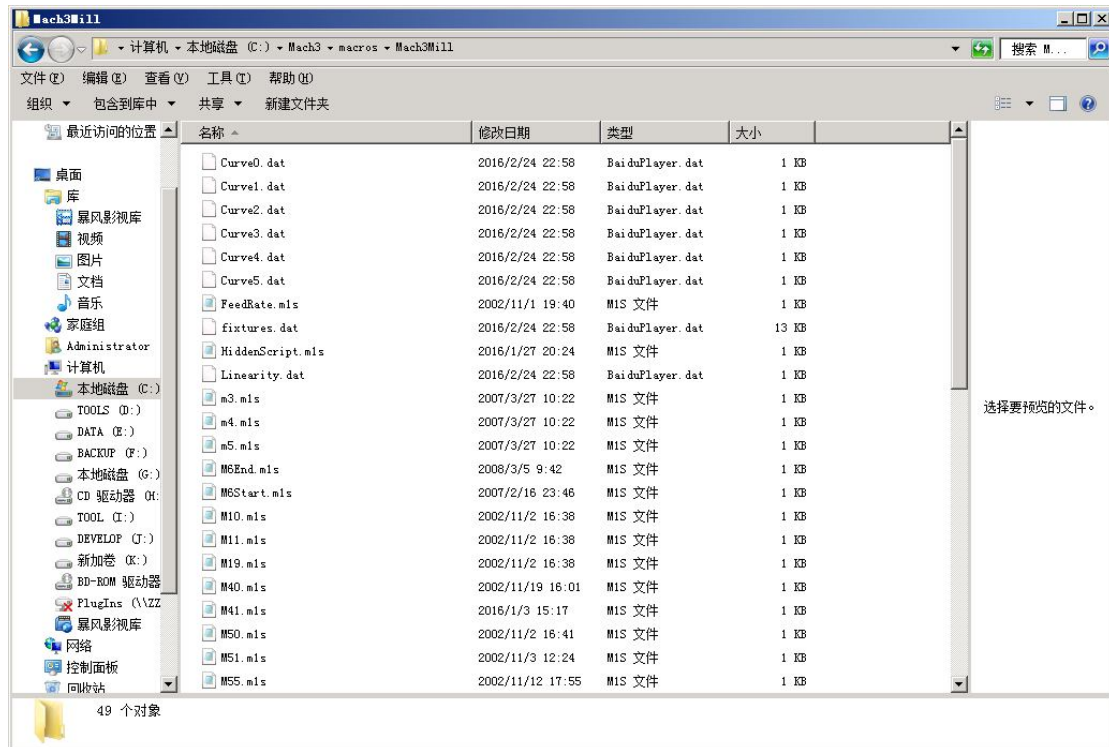 Mach3Mill
计算机 本地磁盘 (C:) Mach3 macros Mach3Mill 搜索 M...
文件(F) 编辑(E) 查看(V) 工具(T) 帮助(H)
组织 包含到库中 共享 新建文件夹
最近访问的位置
桌面
库
暴风影视库
视频
图片
文档
音乐
家庭组
Administrator
计算机
本地磁盘 (C:)
TOOLS (D:)
DATA (E:)
BACKUP (F:)
本地磁盘 (G:)
CD 驱动器 (H:
TOOL (I:)
DEVELOP (J:)
新加卷 (K:)
BD-ROM 驱动器
PlugIns (\\ZZ
暴风影视库
网络
控制面板
回收站
名称 修改日期 类型 大小
Curve0.dat 2016/2/24 22:58 BaiduPlayer.dat 1 KB
Curve1.dat 2016/2/24 22:58 BaiduPlayer.dat 1 KB
Curve2.dat 2016/2/24 22:58 BaiduPlayer.dat 1 KB
Curve3.dat 2016/2/24 22:58 BaiduPlayer.dat 1 KB
Curve4.dat 2016/2/24 22:58 BaiduPlayer.dat 1 KB
Curve5.dat 2016/2/24 22:58 BaiduPlayer.dat 1 KB
FeedRate.m1s 2002/11/1 19:40 M1S 文件 1 KB
fixtures.dat 2016/2/24 22:58 BaiduPlayer.dat 13 KB
HiddenScript.m1s 2016/1/27 20:24 M1S 文件 1 KB
Linearity.dat 2016/2/24 22:58 BaiduPlayer.dat 1 KB
m3.m1s 2007/3/27 10:22 M1S 文件 1 KB
m4.m1s 2007/3/27 10:22 M1S 文件 1 KB
m5.m1s 2007/3/27 10:22 M1S 文件 1 KB
M6End.m1s 2008/3/5 9:42 M1S 文件 1 KB
M6Start.m1s 2007/2/16 23:46 M1S 文件 1 KB
M10.m1s 2002/11/2 16:38 M1S 文件 1 KB
M11.m1s 2002/11/2 16:38 M1S 文件 1 KB
M19.m1s 2002/11/2 16:38 M1S 文件 1 KB
M40.m1s 2002/11/19 16:01 M1S 文件 1 KB
M41.m1s 2016/1/3 15:17 M1S 文件 1 KB
M50.m1s 2002/11/2 16:41 M1S 文件 1 KB
M51.m1s 2002/11/3 12:24 M1S 文件 1 KB
M55.m1s 2002/11/12 17:55 M1S 文件 1 KB
选择要预览的文件。
49 个对象